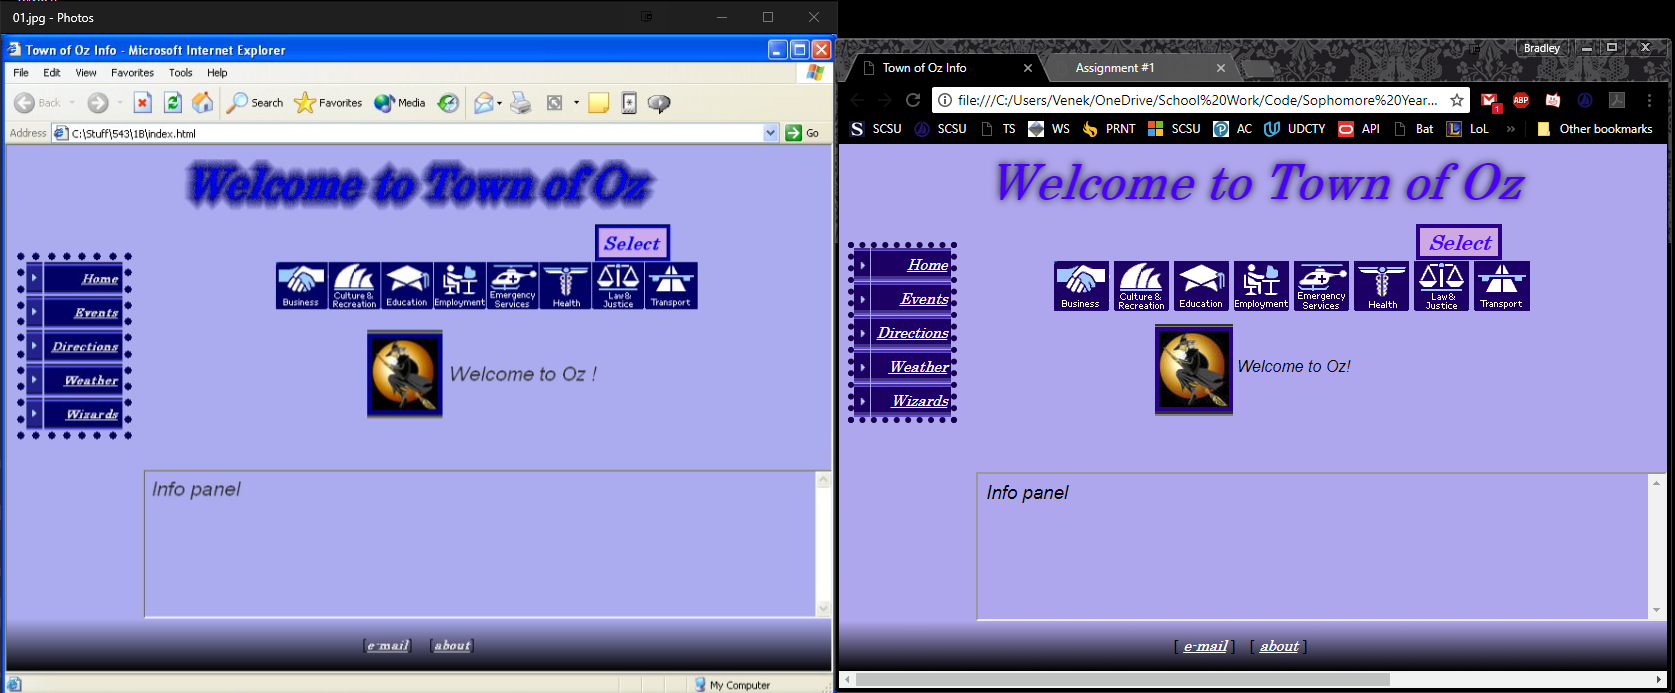 01.jpg - Photos
Town of Oz Info - Microsoft Internet Explorer
File Edit View Favorites Tools Help
Back Search Favorites Media
Address C:\Stuff\543\1B\index.html Go
Welcome to Town of Oz
Select
Business
Culture & Recreation
Education
Employment
Emergency Services
Health
Law & Justice
Transport
Home
Events
Directions
Weather
Wizards
Welcome to Oz !
Info panel
[e-mail] [about]
My Computer
Bradley
Town of Oz Info Assignment #1
file:///C:/Users/Venek/OneDrive/School%20Work/Code/Sophomore%20Year... 1 ABP
S SCSU SCSU TS WS PRNT SCSU AC UDCTY API Bat L LoL » Other bookmarks
Welcome to Town of Oz
Select
Business
Culture & Recreation
Education
Employment
Emergency Services
Health
Law & Justice
Transport
Home
Events
Directions
Weather
Wizards
Welcome to Oz!
Info panel
[ e-mail ] [ about ]